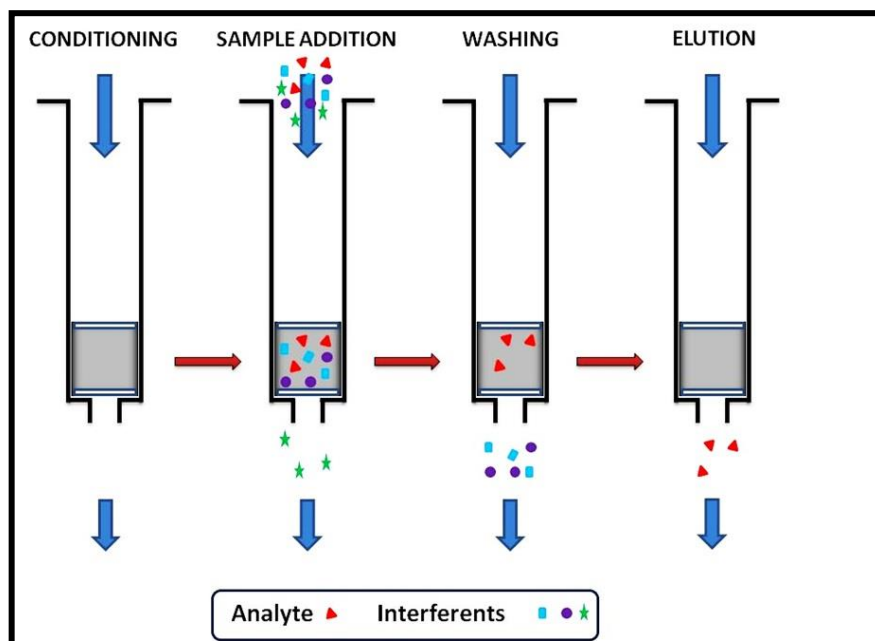 CONDITIONING
SAMPLE ADDITION
WASHING
ELUTION
Analyte
Interferents